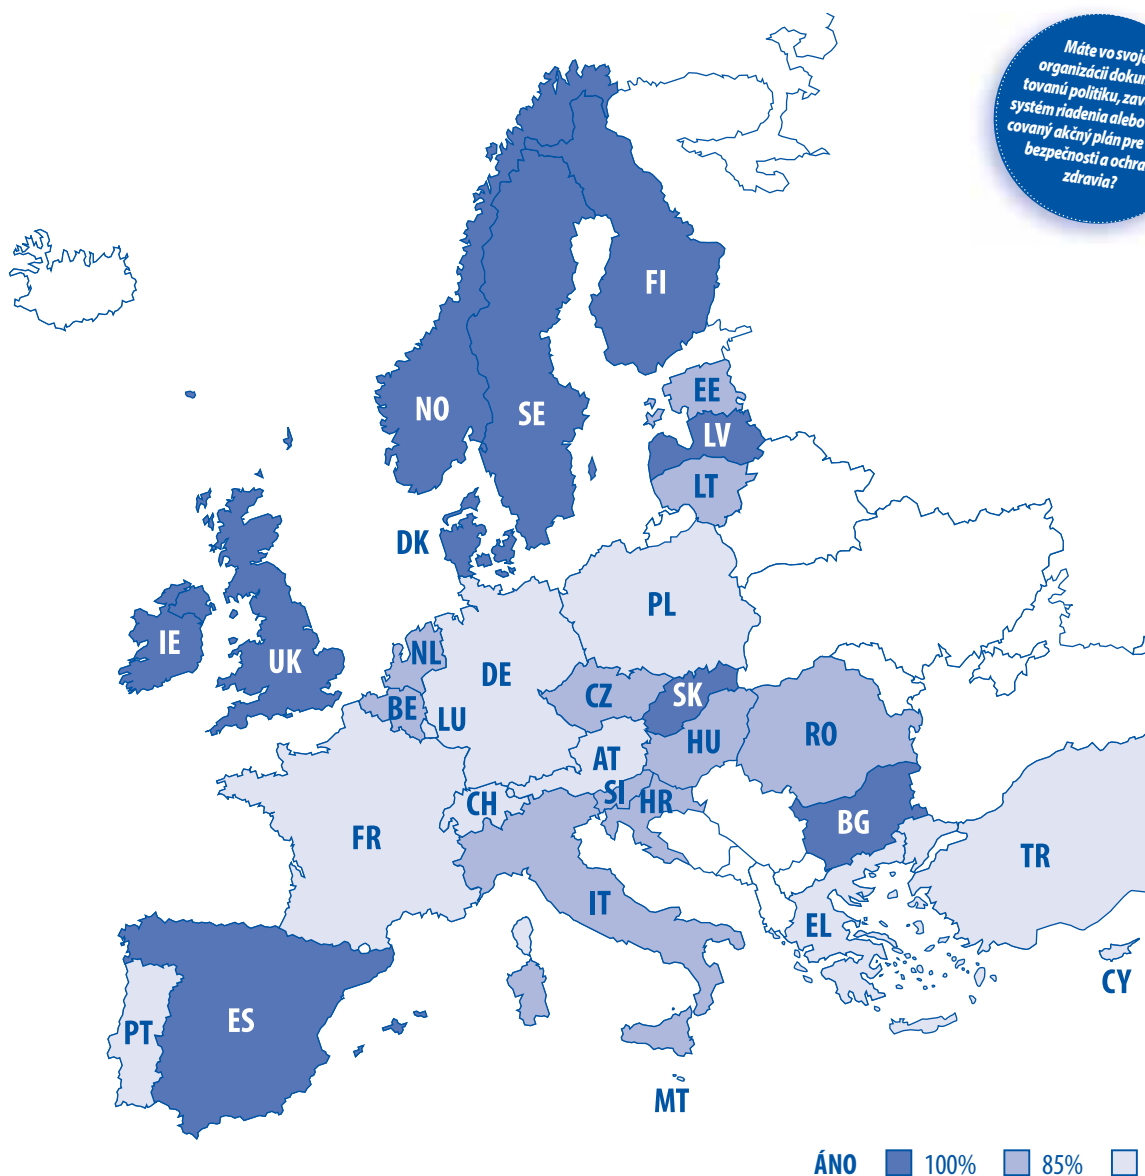 Máte vo svoje
organizácii doku
tovanú politiku, zav
systém riadenia alebo
covaný akčný plán pre
bezpečnosti a ochra
zdravia?
FI
NO
SE
EE
LV
LT
DK
PL
IE
UK
NL
DE
BE
LU
CZ
SK
HU
RO
AT
CH
SI
HR
BG
FR
TR
IT
EL
CY
PT
ES
MT
ÁNO 100% 85%